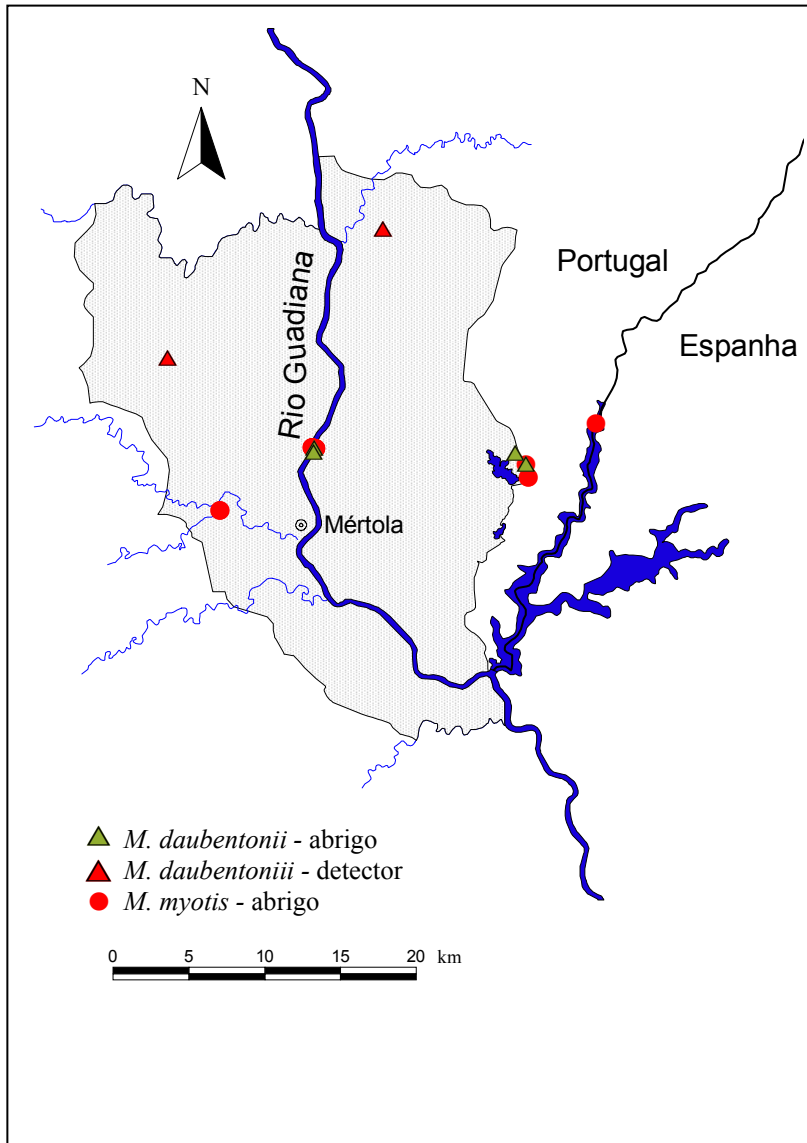 N
Portugal
Espanha
Rio Guadiana
Mértola
M. daubentonii - abrigo
M. daubentoniii - detector
M. myotis - abrigo
0 5 10 15 20 km